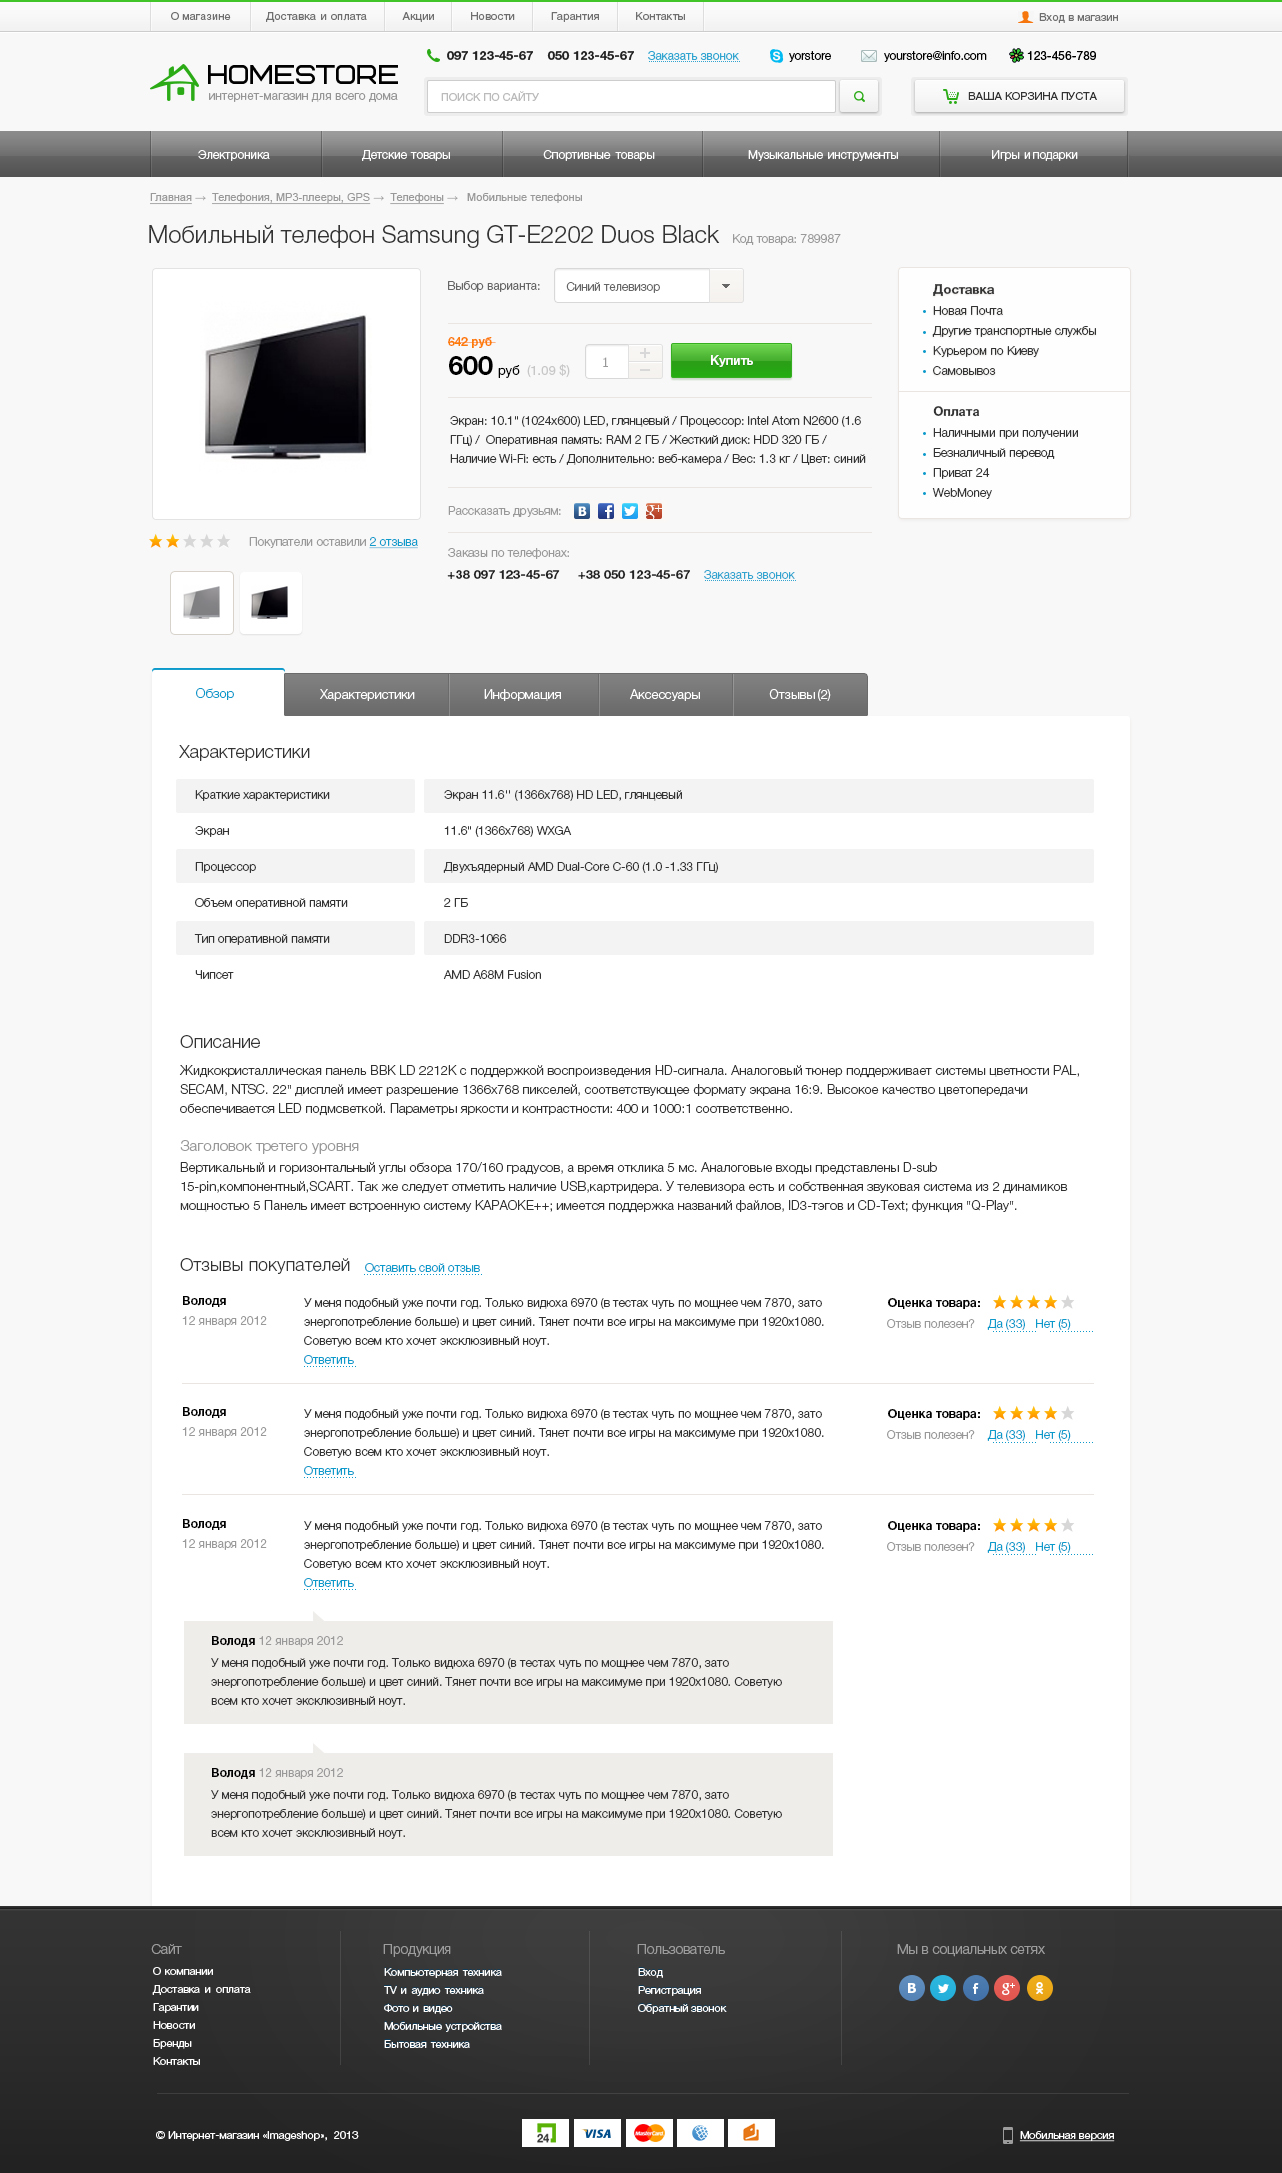 О магазине Доставка и оплата Акции Новости Гарантия Контакты Вход в магазин
097 123-45-67 050 123-45-67 Заказать звонок yorstore yourstore@info.com 123-456-789
HOMESTORE
интернет-магазин для всего дома
ПОИСК ПО САЙТУ
ВАША КОРЗИНА ПУСТА
Электроника Детские товары Спортивные товары Музыкальные инструменты Игры и подарки
Главная → Телефония, MP3-плееры, GPS → Телефоны → Мобильные телефоны
Мобильный телефон Samsung GT-E2202 Duos Black Код товара: 789987
Выбор варианта: Синий телевизор
642 руб
600 руб (1.09 $) 1 + − Купить
Экран: 10.1" (1024x600) LED, глянцевый / Процессор: Intel Atom N2600 (1.6
ГГц) / Оперативная память: RAM 2 ГБ / Жесткий диск: HDD 320 ГБ /
Наличие Wi-Fi: есть / Дополнительно: веб-камера / Вес: 1.3 кг / Цвет: синий
Рассказать друзьям: B f g+
Заказы по телефонах:
+38 097 123-45-67 +38 050 123-45-67 Заказать звонок
Доставка
Новая Почта
Другие транспортные службы
Курьером по Киеву
Самовывоз
Оплата
Наличными при получении
Безналичный перевод
Приват 24
WebMoney
Покупатели оставили 2 отзыва
Обзор Характеристики Информация Аксессуары Отзывы (2)
Характеристики
Краткие характеристики Экран 11.6'' (1366x768) HD LED, глянцевый
Экран 11.6" (1366x768) WXGA
Процессор Двухъядерный AMD Dual-Core C-60 (1.0 -1.33 ГГц)
Объем оперативной памяти 2 ГБ
Тип оперативной памяти DDR3-1066
Чипсет AMD A68M Fusion
Описание
Жидкокристаллическая панель BBK LD 2212K с поддержкой воспроизведения HD-сигнала. Аналоговый тюнер поддерживает системы цветности PAL,
SECAM, NTSC. 22" дисплей имеет разрешение 1366x768 пикселей, соответствующее формату экрана 16:9. Высокое качество цветопередачи
обеспечивается LED подмсветкой. Параметры яркости и контрастности: 400 и 1000:1 соответственно.
Заголовок третего уровня
Вертикальный и горизонтальный углы обзора 170/160 градусов, а время отклика 5 мс. Аналоговые входы представлены D-sub
15-pin,компонентный,SCART. Так же следует отметить наличие USB,картридера. У телевизора есть и собственная звуковая система из 2 динамиков
мощностью 5 Панель имеет встроенную систему КАРАОКЕ++; имеется поддержка названий файлов, ID3-тэгов и CD-Text; функция "Q-Play".
Отзывы покупателей Оставить свой отзыв
Володя
12 января 2012
У меня подобный уже почти год. Только видюха 6970 (в тестах чуть по мощнее чем 7870, зато
энергопотребление больше) и цвет синий. Тянет почти все игры на максимуме при 1920x1080.
Советую всем кто хочет эксклюзивный ноут.
Ответить
Оценка товара:
Отзыв полезен? Да (33) Нет (5)
Володя
12 января 2012
У меня подобный уже почти год. Только видюха 6970 (в тестах чуть по мощнее чем 7870, зато
энергопотребление больше) и цвет синий. Тянет почти все игры на максимуме при 1920x1080.
Советую всем кто хочет эксклюзивный ноут.
Ответить
Оценка товара:
Отзыв полезен? Да (33) Нет (5)
Володя
12 января 2012
У меня подобный уже почти год. Только видюха 6970 (в тестах чуть по мощнее чем 7870, зато
энергопотребление больше) и цвет синий. Тянет почти все игры на максимуме при 1920x1080.
Советую всем кто хочет эксклюзивный ноут.
Ответить
Оценка товара:
Отзыв полезен? Да (33) Нет (5)
Володя 12 января 2012
У меня подобный уже почти год. Только видюха 6970 (в тестах чуть по мощнее чем 7870, зато
энергопотребление больше) и цвет синий. Тянет почти все игры на максимуме при 1920x1080. Советую
всем кто хочет эксклюзивный ноут.
Володя 12 января 2012
У меня подобный уже почти год. Только видюха 6970 (в тестах чуть по мощнее чем 7870, зато
энергопотребление больше) и цвет синий. Тянет почти все игры на максимуме при 1920x1080. Советую
всем кто хочет эксклюзивный ноут.
Сайт
О компании
Доставка и оплата
Гарантии
Новости
Бренды
Контакты
Продукция
Компьютерная техника
TV и аудио техника
Фото и видео
Мобильные устройства
Бытовая техника
Пользователь
Вход
Регистрация
Обратный звонок
Мы в социальных сетях
B f g+
© Интернет-магазин «Imageshop», 2013
24 VISA MasterCard
Мобильная версия